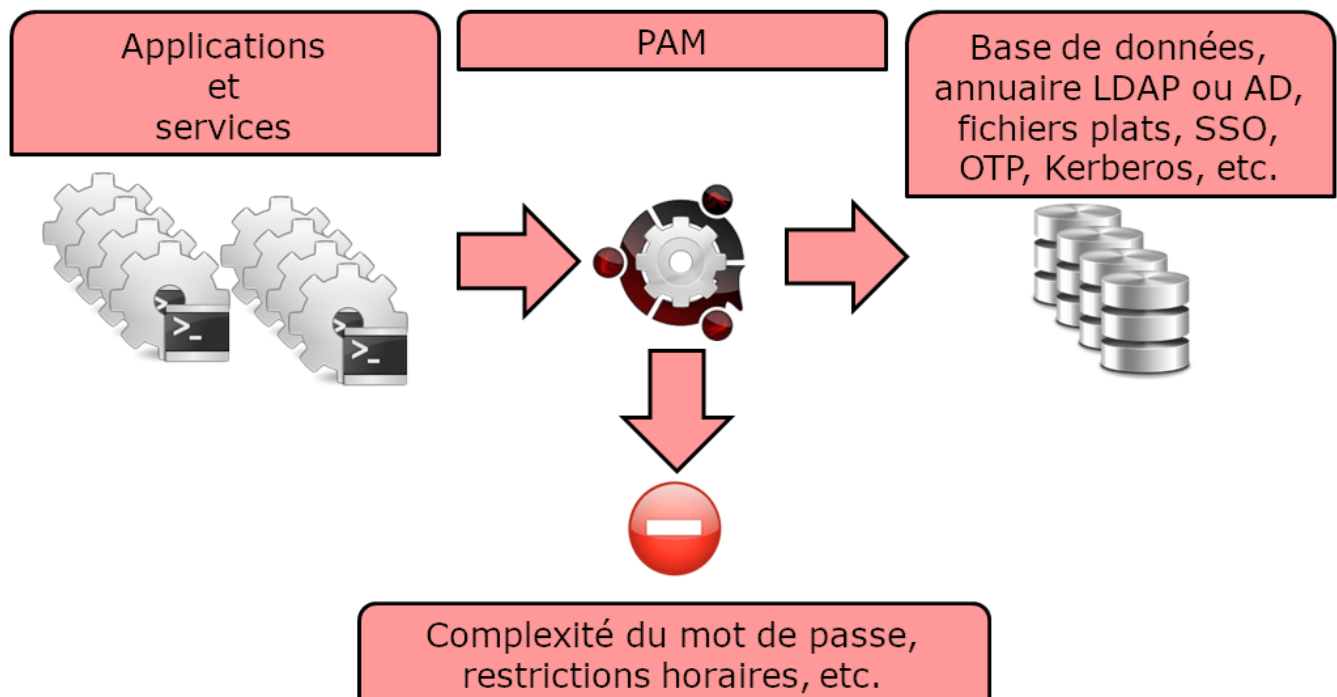 Applications
et
services
PAM
Base de données,
annuaire LDAP ou AD,
fichiers plats, SSO,
OTP, Kerberos, etc.
>_
>_
Complexité du mot de passe,
restrictions horaires, etc.